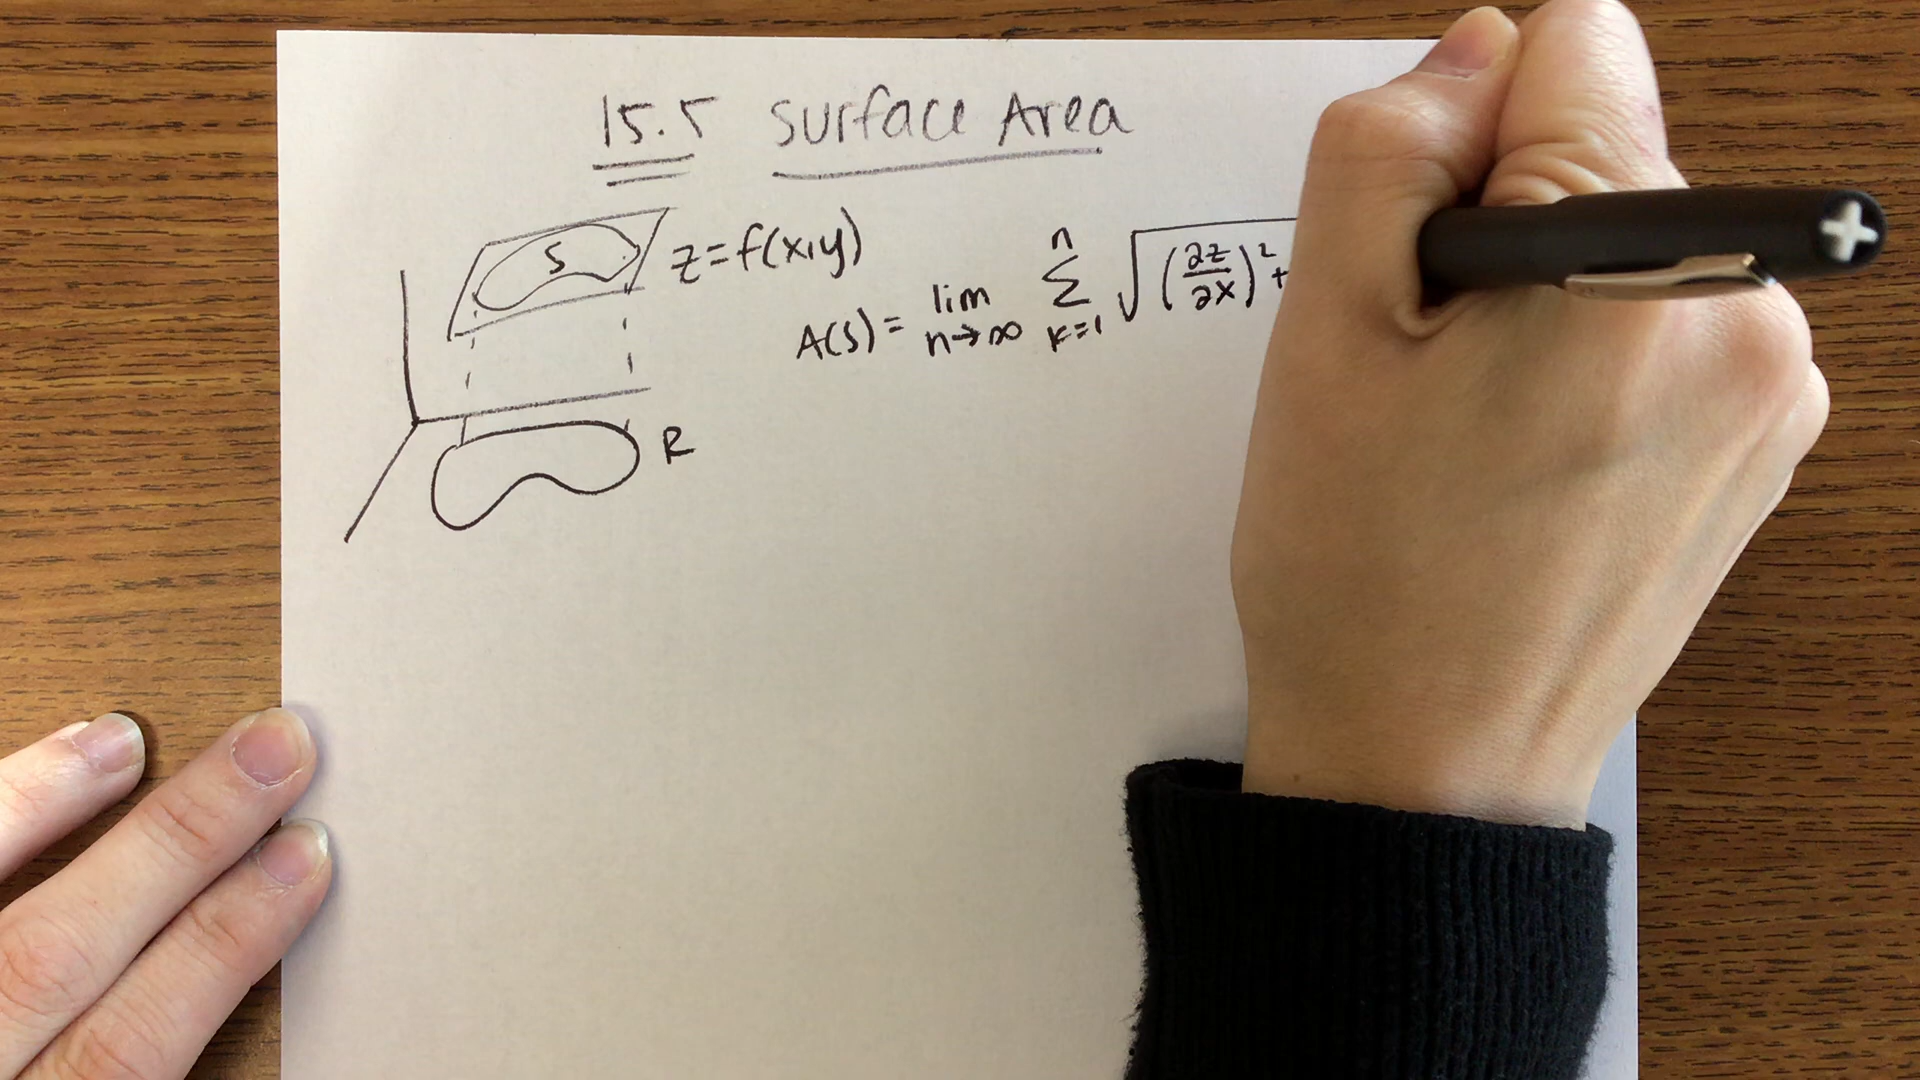 15.5 Surface Area
S
z=f(x,y)
A(S) = lim n→∞ n Σ k=1 √(∂z/∂x)² +
R